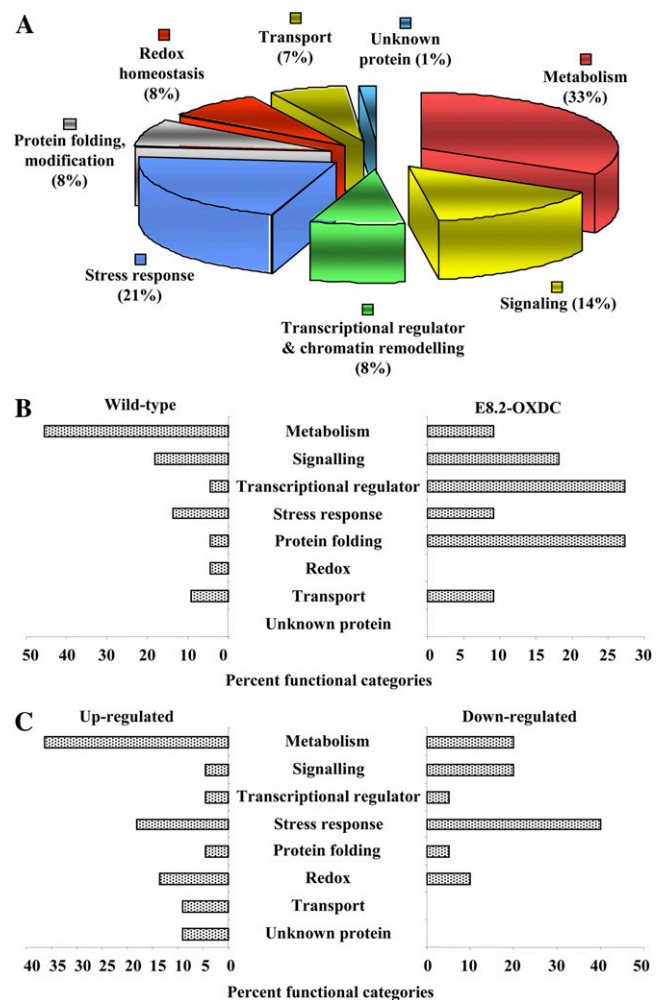 A
Redox
homeostasis
(8%)
Transport
(7%)
Unknown
protein (1%)
Metabolism
(33%)
Protein folding,
modification
(8%)
Stress response
(21%)
Transcriptional regulator
& chromatin remodelling
(8%)
Signaling (14%)
B
Wild-type
E8.2-OXDC
Metabolism
Signalling
Transcriptional regulator
Stress response
Protein folding
Redox
Transport
Unknown protein
50 40 30 20 10 0
0 5 10 15 20 25 30
Percent functional categories
C
Up-regulated
Down-regulated
Metabolism
Signalling
Transcriptional regulator
Stress response
Protein folding
Redox
Transport
Unknown protein
40 35 30 25 20 15 10 5 0
0 10 20 30 40 50
Percent functional categories